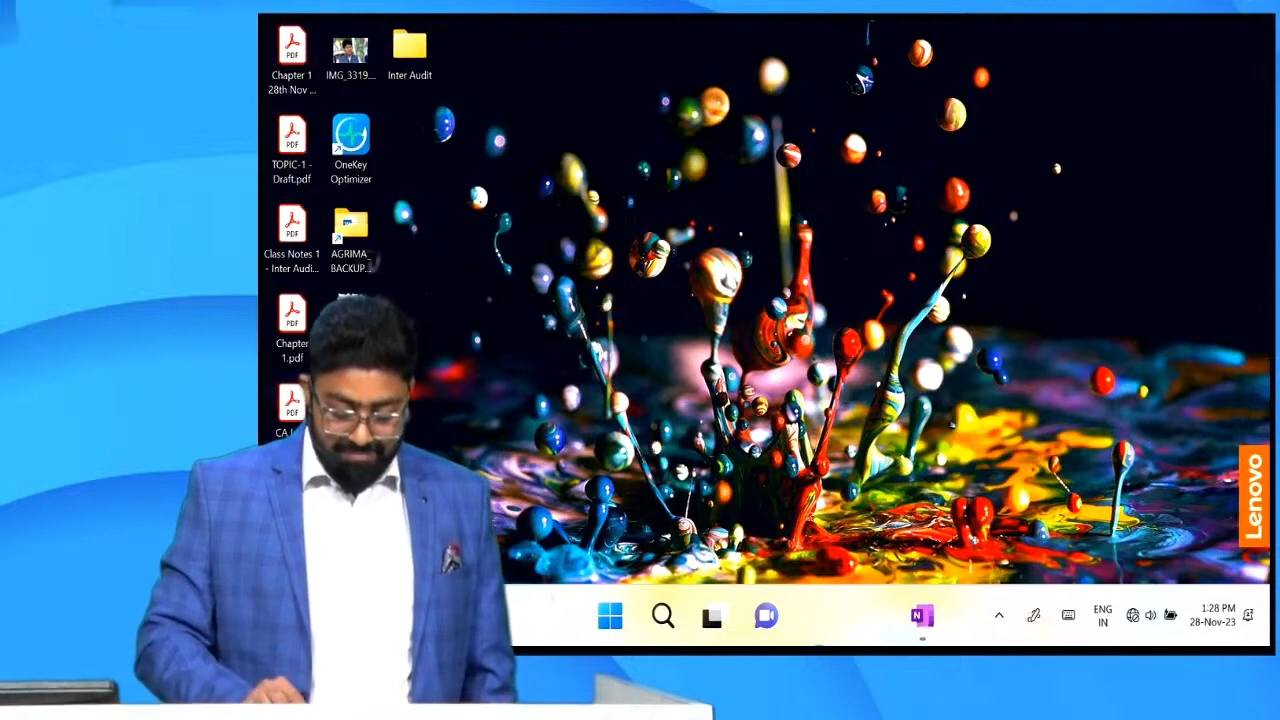 PDF
Chapter 1
28th Nov ...
IMG_3319....
Inter Audit
PDF
TOPIC-1 -
Draft.pdf
OneKey
Optimizer
PDF
Class Notes 1
- Inter Audi...
AGRIMA_
BACKUP...
PDF
Chapter
1.pdf
PDF
CA
Lenovo
N
ENG
IN
1:28 PM
28-Nov-23